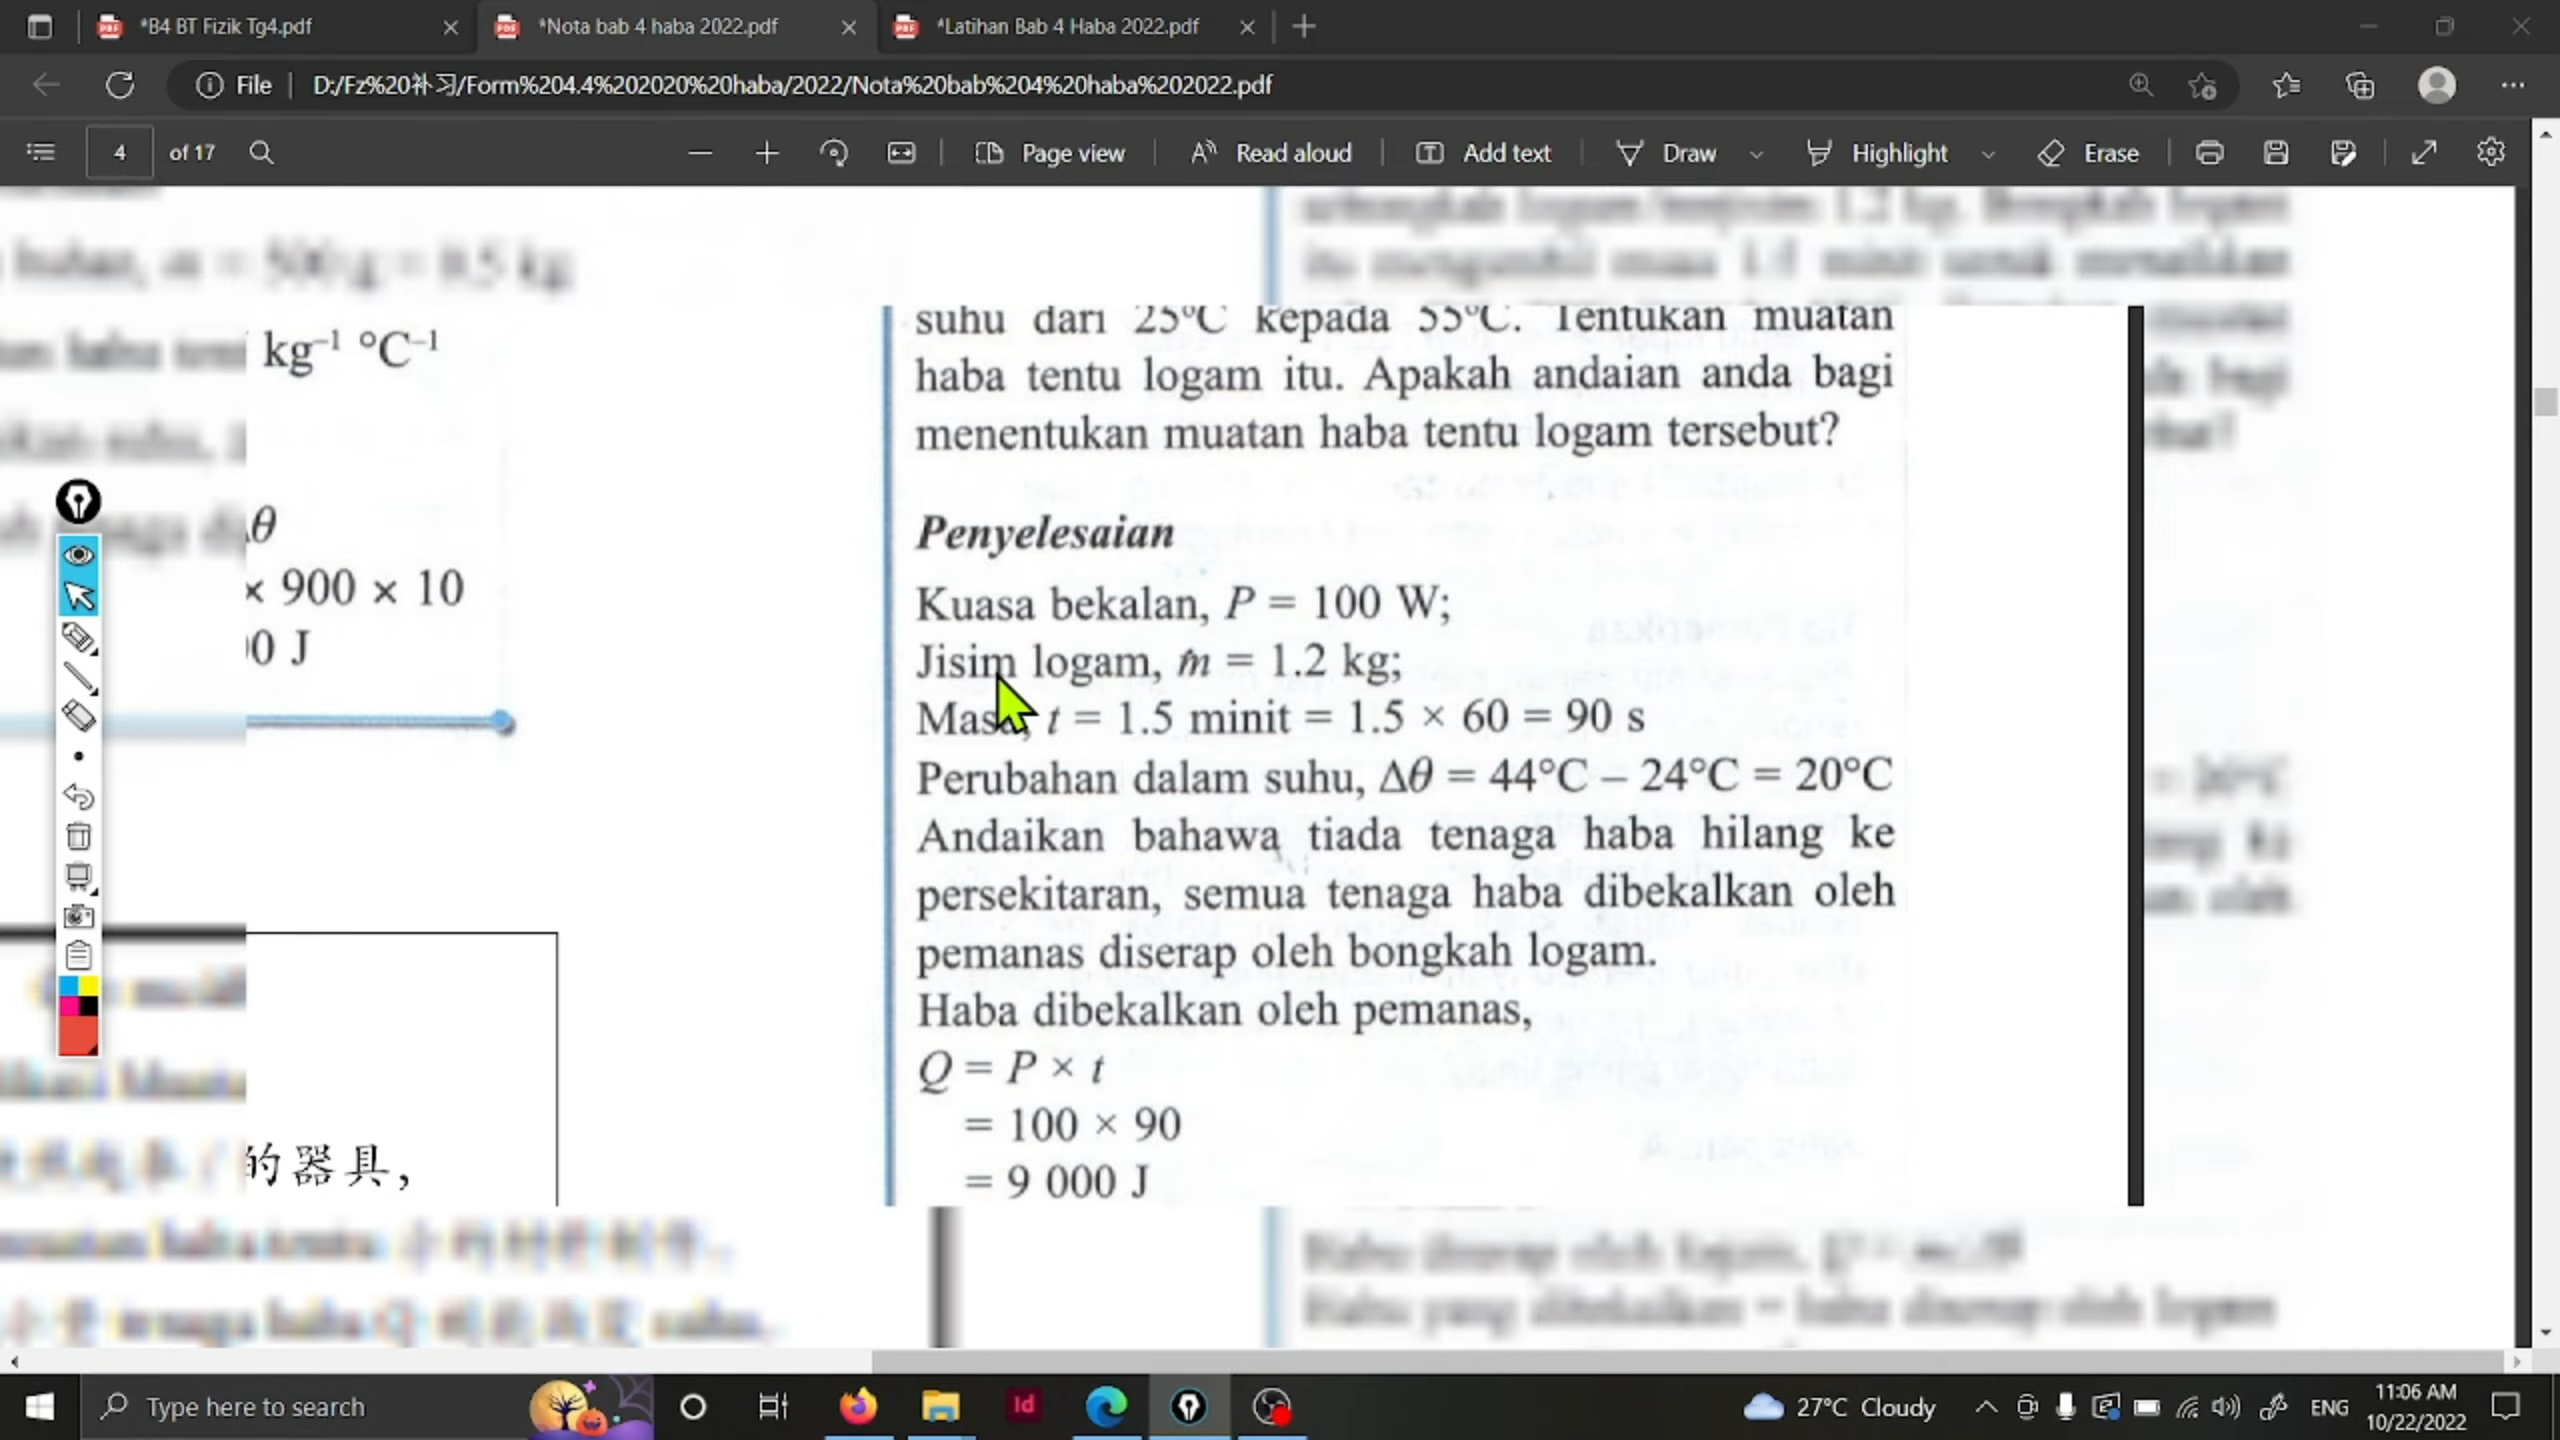 *B4 BT Fizik Tg4.pdf
*Nota bab 4 haba 2022.pdf
*Latihan Bab 4 Haba 2022.pdf
File
D:/Fz%20补习/Form%204.4%202020%20haba/2022/Nota%20bab%204%20haba%202022.pdf
4 of 17
Page view
Read aloud
Add text
Draw
Highlight
Erase
kg⁻¹ °C⁻¹
θ
× 900 × 10
0 J
的器具，
suhu dari 25°C kepada 55°C. Tentukan muatan
haba tentu logam itu. Apakah andaian anda bagi
menentukan muatan haba tentu logam tersebut?
Penyelesaian
Kuasa bekalan, P = 100 W;
Jisim logam, m = 1.2 kg;
Masa, t = 1.5 minit = 1.5 × 60 = 90 s
Perubahan dalam suhu, Δθ = 44°C – 24°C = 20°C
Andaikan bahawa tiada tenaga haba hilang ke
persekitaran, semua tenaga haba dibekalkan oleh
pemanas diserap oleh bongkah logam.
Haba dibekalkan oleh pemanas,
Q = P × t
= 100 × 90
= 9 000 J
Type here to search
Id
27°C Cloudy
ENG
11:06 AM
10/22/2022